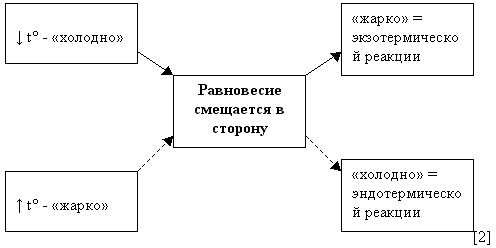 ↓ t° - «холодно»
«жарко» =
экзотермическо
й реакции
Равновесие
смещается в
сторону
↑ t° - «жарко»
«холодно» =
эндотермическо
й реакции
[2]